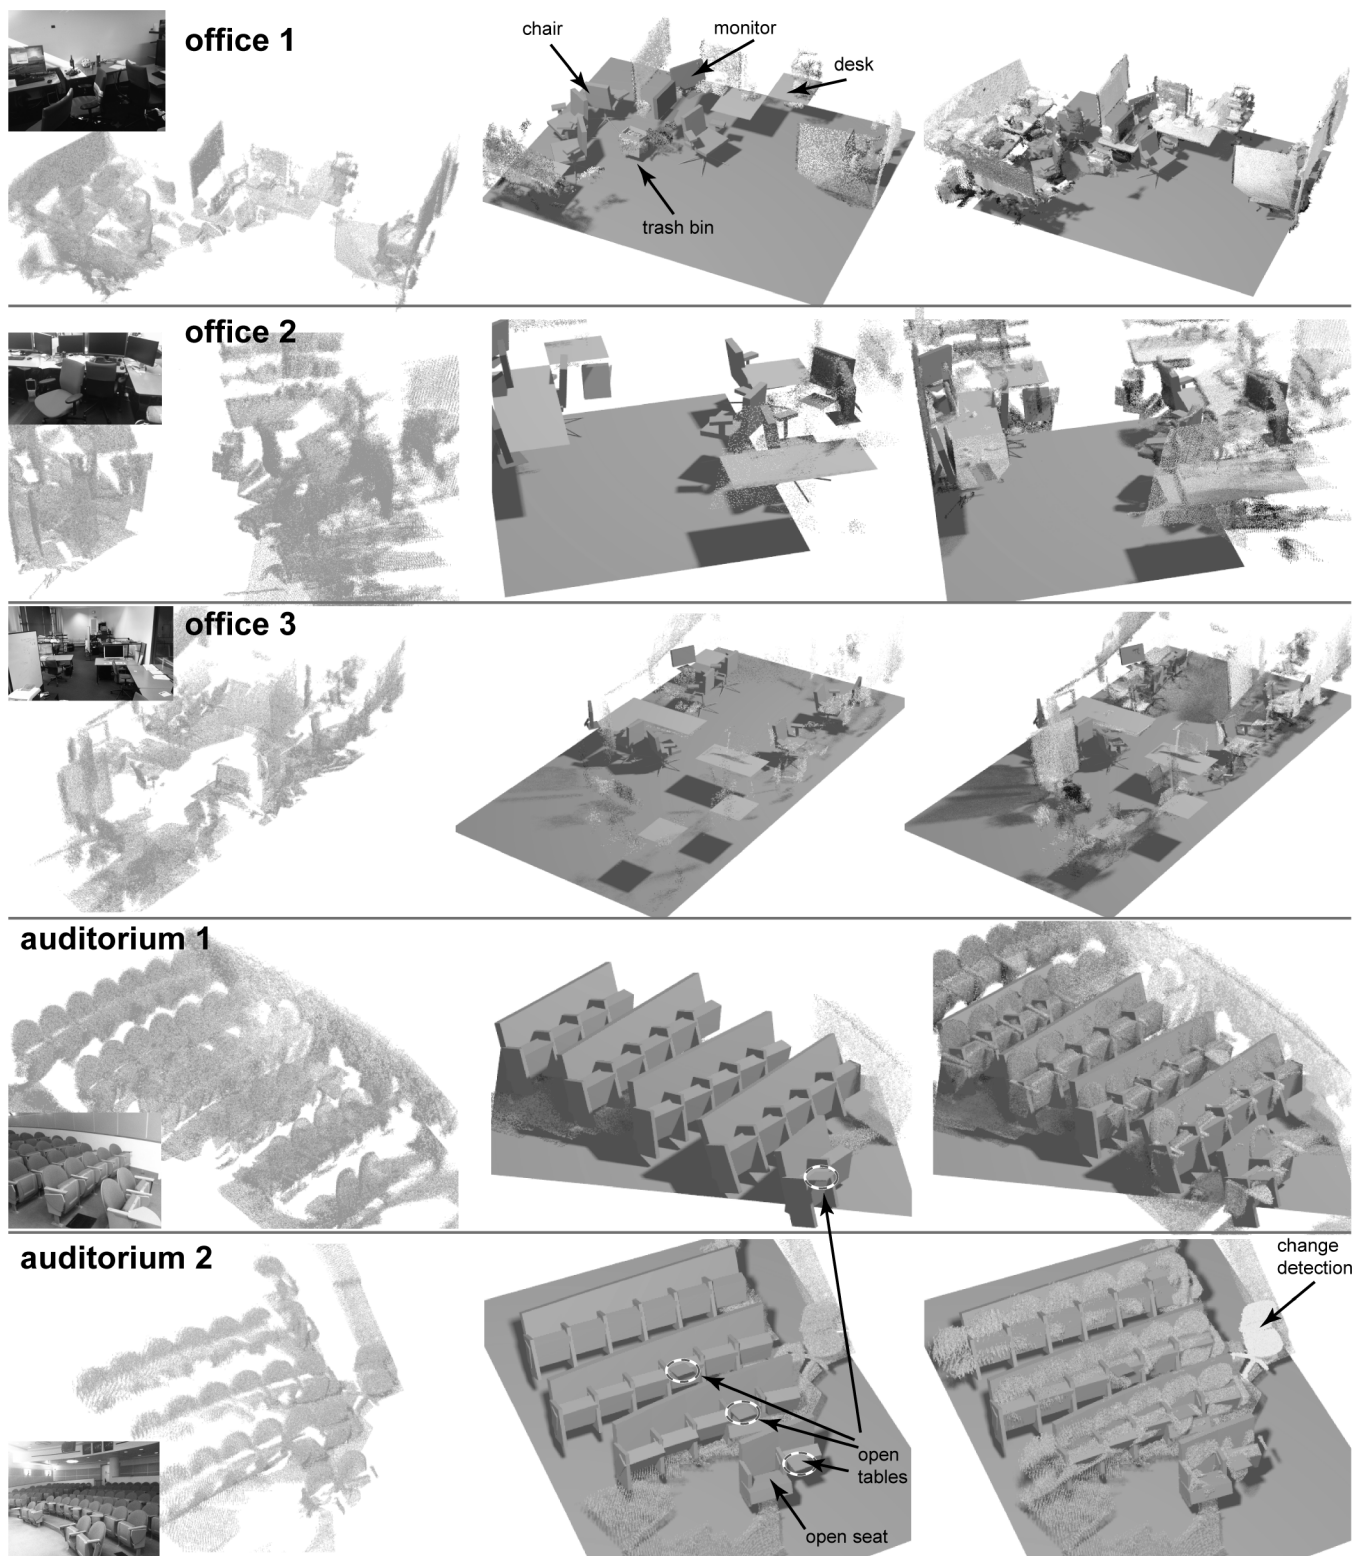 office 1
chair
monitor
desk
trash bin
office 2
office 3
auditorium 1
auditorium 2
change
detection
open
tables
open seat